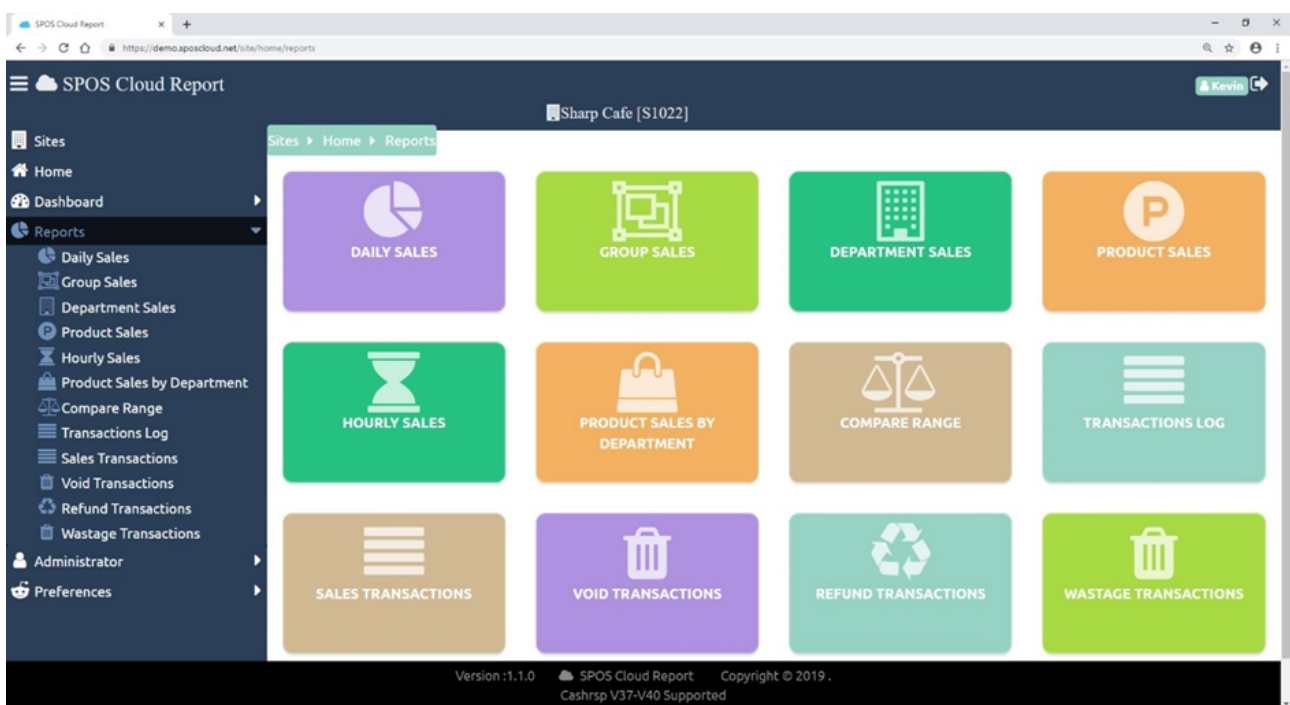 SPOS Cloud Report
https://demo.sposcloud.net/site/home/reports
SPOS Cloud Report
Kevin
Sharp Cafe [S1022]
Sites
Home
Dashboard
Reports
Daily Sales
Group Sales
Department Sales
Product Sales
Hourly Sales
Product Sales by Department
Compare Range
Transactions Log
Sales Transactions
Void Transactions
Refund Transactions
Wastage Transactions
Administrator
Preferences
Sites Home Reports
DAILY SALES
GROUP SALES
DEPARTMENT SALES
P
PRODUCT SALES
HOURLY SALES
PRODUCT SALES BY
DEPARTMENT
COMPARE RANGE
TRANSACTIONS LOG
SALES TRANSACTIONS
VOID TRANSACTIONS
REFUND TRANSACTIONS
WASTAGE TRANSACTIONS
Version :1.1.0 SPOS Cloud Report Copyright © 2019 .
Cashrsp V37-V40 Supported